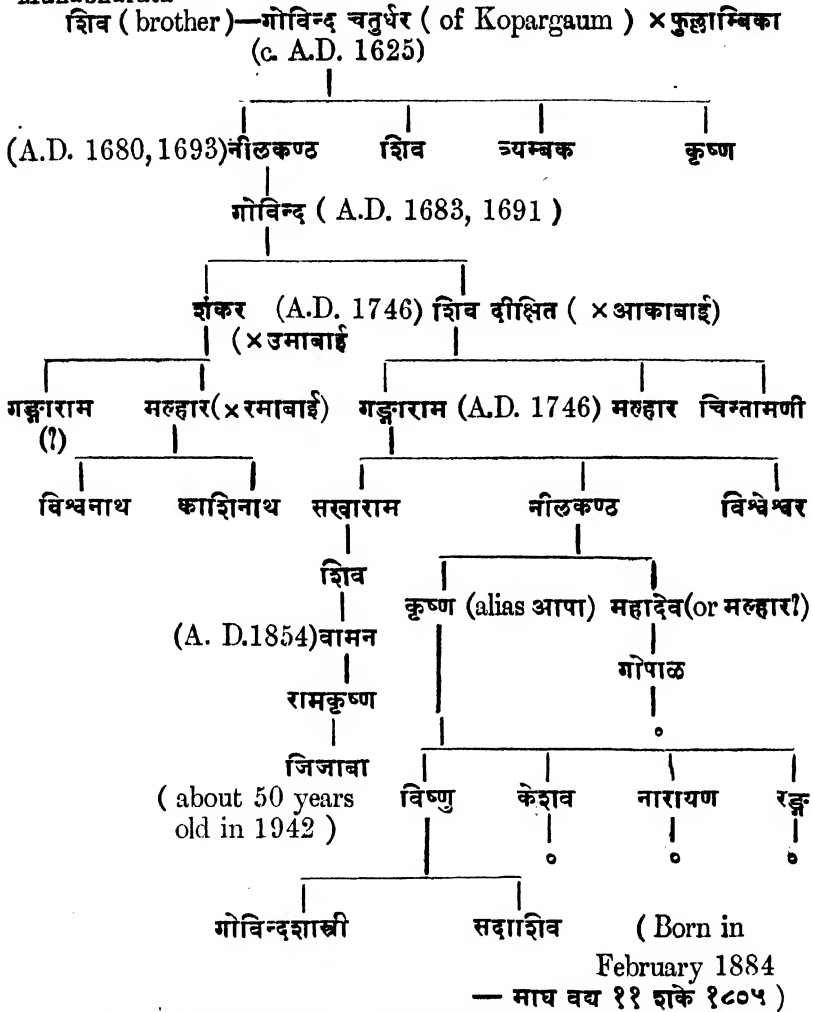 शिव ( brother )—गोविन्द चतुर्धर ( of Kopargaum ) × फुल्लाम्बिका
(c. A.D. 1625)
(A.D. 1680, 1693) नीलकण्ठ शिव त्र्यम्बक कृष्ण
गोविन्द ( A.D. 1683, 1691 )
शंकर (A.D. 1746) शिव दीक्षित ( ×आकाबाई)
(×उमाबाई
गङ्गाराम मल्हार(×रमाबाई) गङ्गाराम (A.D. 1746) मल्हार चिन्तामणी
(?)
विश्वनाथ काशिनाथ सखाराम नीलकण्ठ विश्वेश्वर
शिव
कृष्ण (alias आपा) महादेव(or मल्हार?)
(A. D.1854)वामन
गोपाळ
रामकृष्ण
जिजाबा
( about 50 years विष्णु केशव नारायण रङ्ग
old in 1942 )
गोविन्दशास्त्री सदाशिव ( Born in
February 1884
— माघ वद्य ११ शके १८०५ )